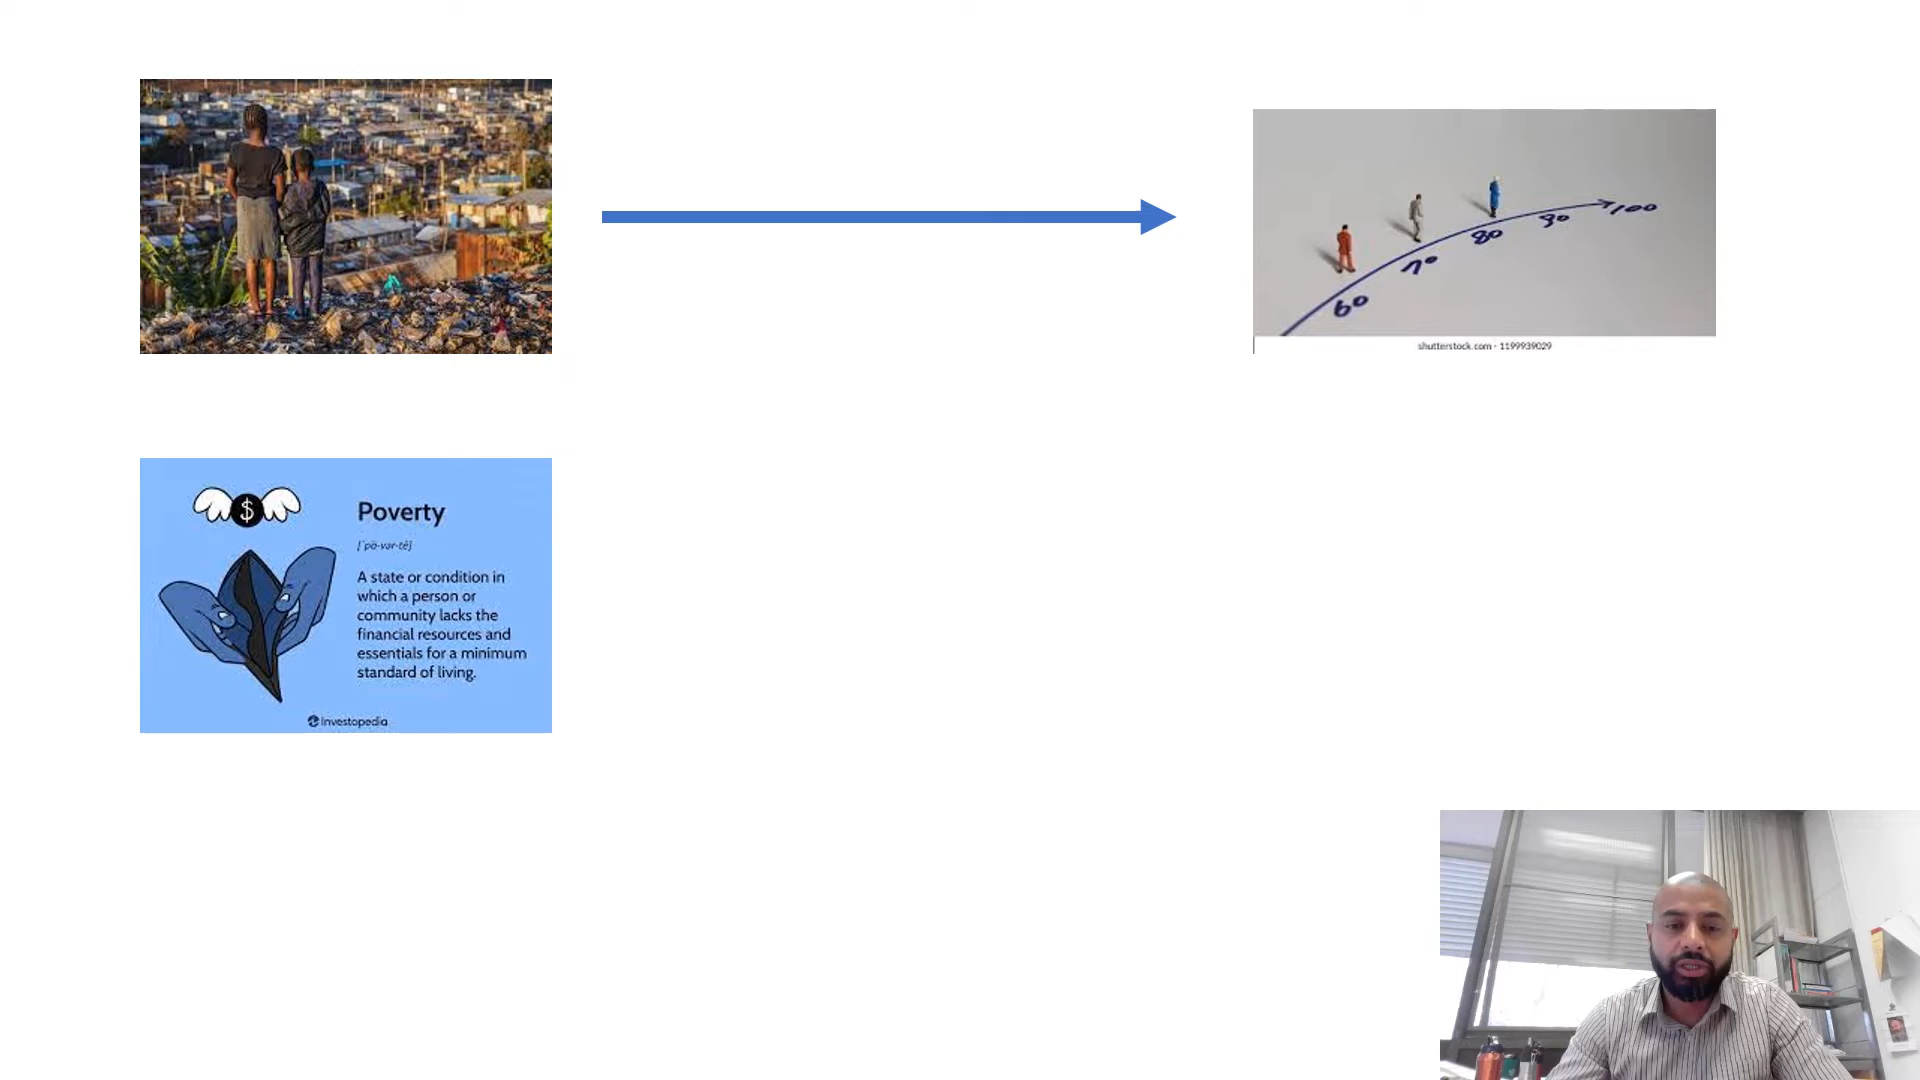 60
70
80
90
100
shutterstock.com · 1199939029
$
Poverty
[ˈpä-vər-tē]
A state or condition in
which a person or
community lacks the
financial resources and
essentials for a minimum
standard of living.
Investopedia